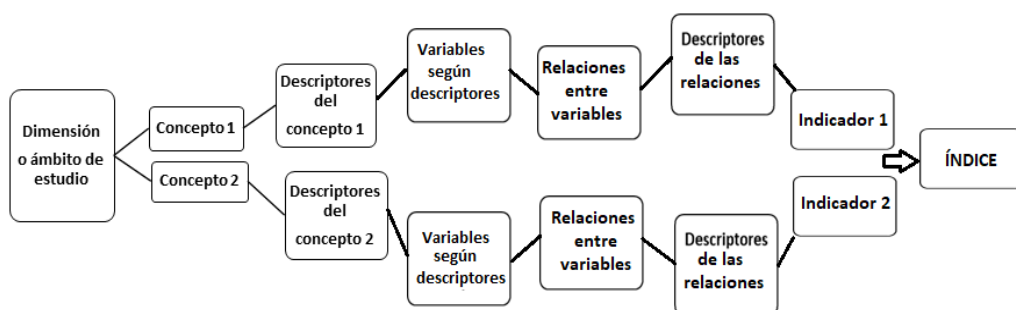 Dimensión
o ámbito de
estudio
Concepto 1
Descriptores
del
concepto 1
Variables
según
descriptores
Relaciones
entre
variables
Descriptores
de las
relaciones
Indicador 1
Concepto 2
Descriptores
del
concepto 2
Variables
según
descriptores
Relaciones
entre
variables
Descriptores
de las
relaciones
Indicador 2
ÍNDICE